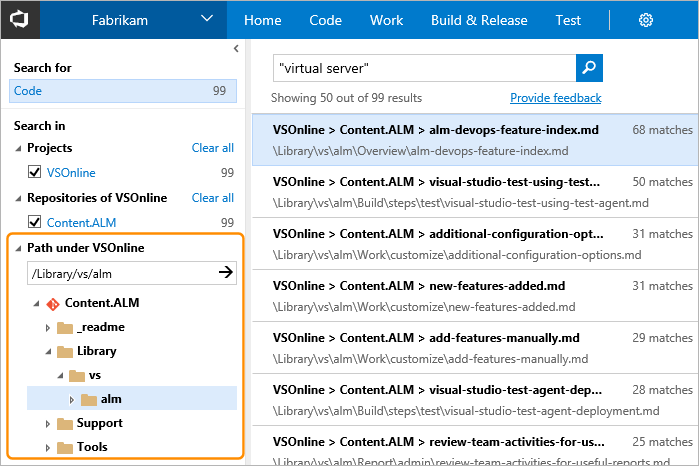 Fabrikam Home Code Work Build & Release Test
Search for
Code 99
Search in
Projects Clear all
VSOnline 99
Repositories of VSOnline Clear all
Content.ALM 99
Path under VSOnline
/Library/vs/alm
Content.ALM
_readme
Library
vs
alm
Support
Tools
"virtual server"
Showing 50 out of 99 results Provide feedback
VSOnline > Content.ALM > alm-devops-feature-index.md 68 matches
\Library\vs\alm\Overview\alm-devops-feature-index.md
VSOnline > Content.ALM > visual-studio-test-using-test... 50 matches
\Library\vs\alm\Build\steps\test\visual-studio-test-using-test-agent.md
VSOnline > Content.ALM > additional-configuration-opt... 31 matches
\Library\vs\alm\Work\customize\additional-configuration-options.md
VSOnline > Content.ALM > new-features-added.md 31 matches
\Library\vs\alm\Work\customize\new-features-added.md
VSOnline > Content.ALM > add-features-manually.md 29 matches
\Library\vs\alm\Work\customize\add-features-manually.md
VSOnline > Content.ALM > visual-studio-test-agent-dep... 28 matches
\Library\vs\alm\Build\steps\test\visual-studio-test-agent-deployment.md
VSOnline > Content.ALM > review-team-activities-for-us... 26 matches
\Library\vs\alm\Report\admin\review-team-activities-for-useful-reports.md